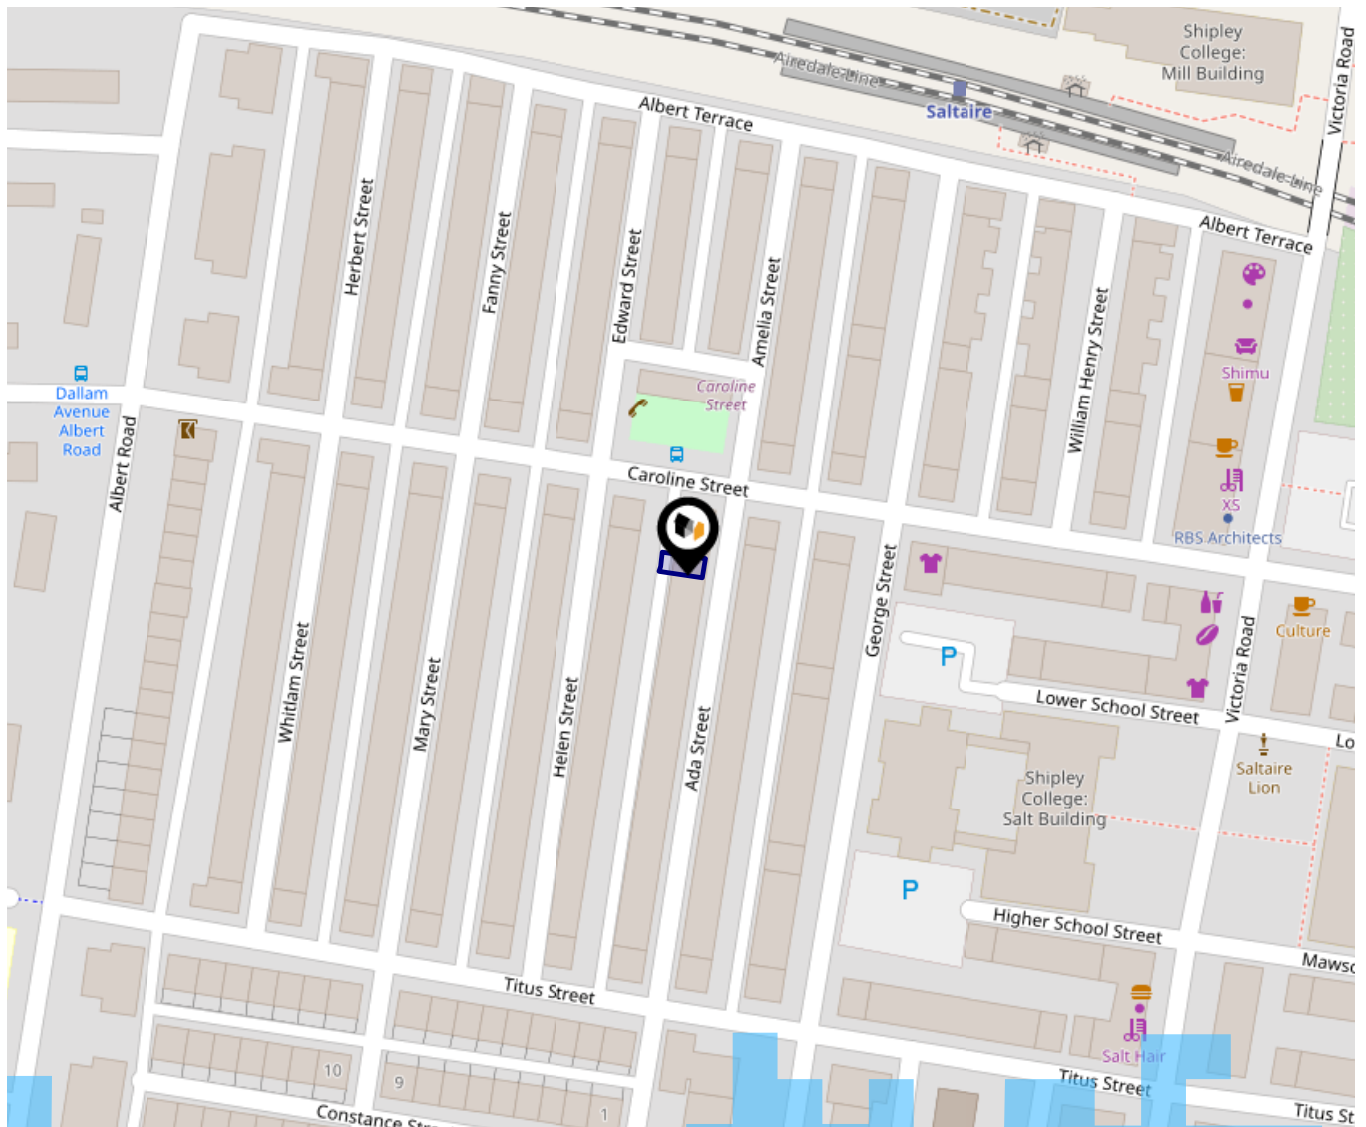 Shipley
College:
Mill Building
Victoria Road
Airedale Line
Saltaire
Albert Terrace
Airedale Line
Albert Terrace
Herbert Street
Fanny Street
Edward Street
Amelia Street
William Henry Street
Shimu
Caroline
Street
Dallam
Avenue
Albert
Road
Albert Road
Caroline Street
XS
RBS Architects
George Street
Culture
P
Whitlam Street
Mary Street
Helen Street
Ada Street
Lower School Street
Victoria Road
Lo
Saltaire
Lion
Shipley
College:
Salt Building
P
Higher School Street
Mawso
Titus Street
Salt Hair
10
9
1
Titus Street
Constance Stre
Titus St